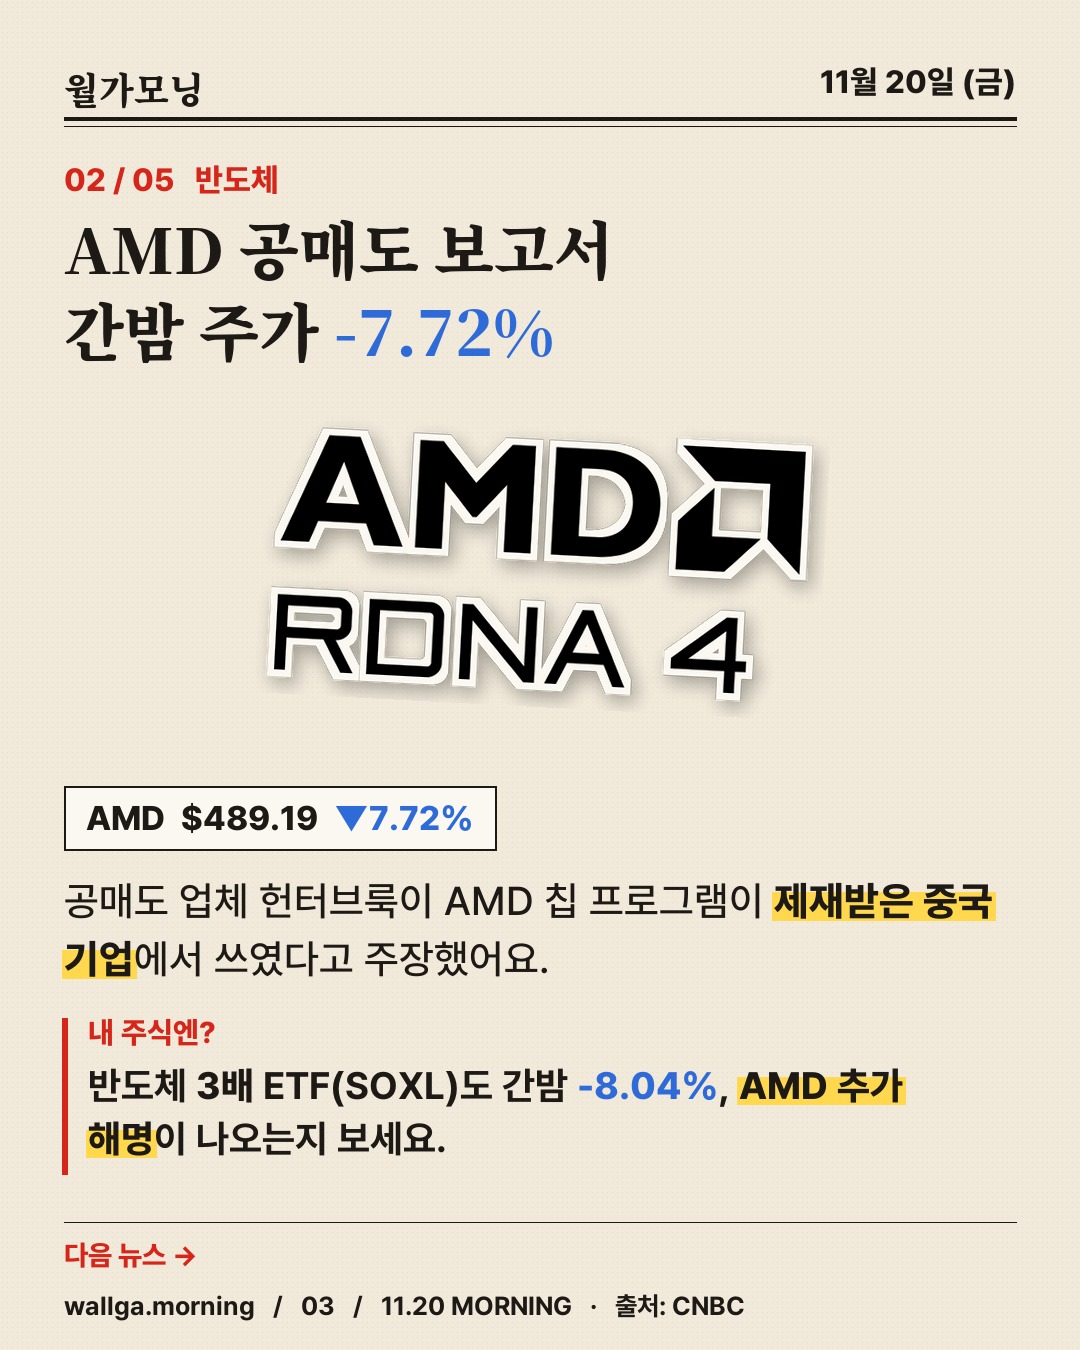 월가모닝
11월 20일 (금)
02 / 05 반도체
AMD 공매도 보고서
간밤 주가 -7.72%
AMD
RDNA 4
AMD $489.19 ▼7.72%
공매도 업체 헌터브룩이 AMD 칩 프로그램이 제재받은 중국
기업에서 쓰였다고 주장했어요.
내 주식엔?
반도체 3배 ETF(SOXL)도 간밤 -8.04%, AMD 추가
해명이 나오는지 보세요.
다음 뉴스 →
wallga.morning / 03 / 11.20 MORNING · 출처: CNBC